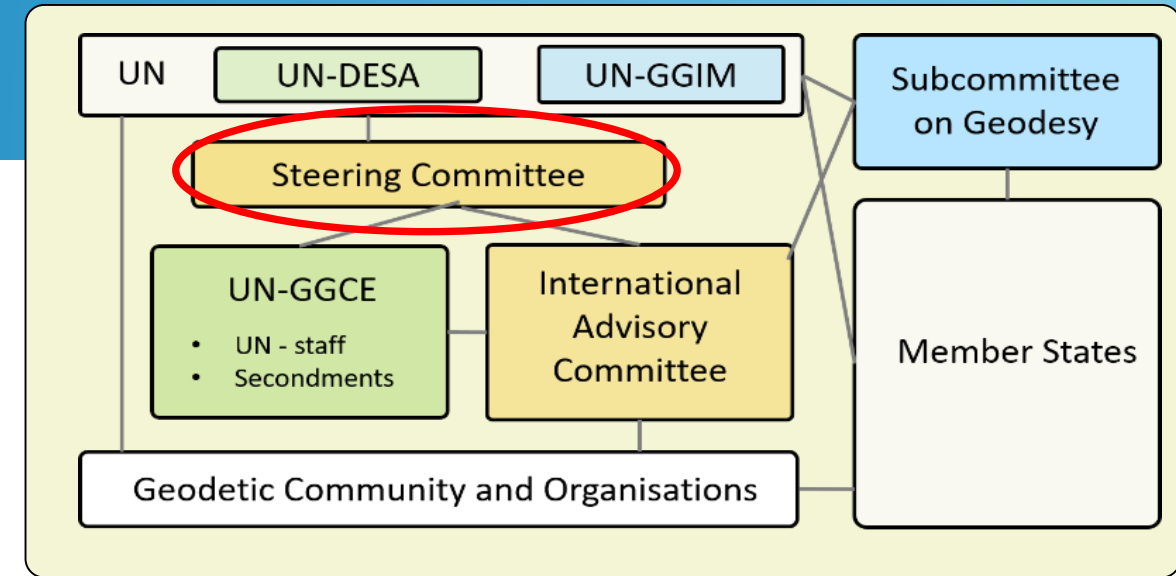 UN
UN-DESA
UN-GGIM
Subcommittee
on Geodesy
Steering Committee
UN-GGCE
• UN - staff
• Secondments
International
Advisory
Committee
Member States
Geodetic Community and Organisations